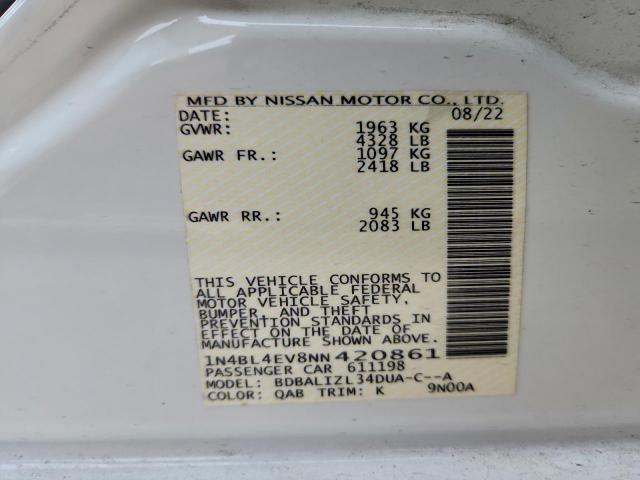 MFD BY NISSAN MOTOR CO., LTD.
DATE: 08/22
GVWR: 1963 KG
4328 LB
GAWR FR.: 1097 KG
2418 LB
GAWR RR.: 945 KG
2083 LB
THIS VEHICLE CONFORMS TO
ALL APPLICABLE FEDERAL
MOTOR VEHICLE SAFETY,
BUMPER, AND THEFT
PREVENTION STANDARDS IN
EFFECT ON THE DATE OF
MANUFACTURE SHOWN ABOVE.
1N4BL4EV8NN420861
PASSENGER CAR 611198
MODEL: BDBALIZL34DUA-C--A
COLOR: QAB TRIM: K 9N00A